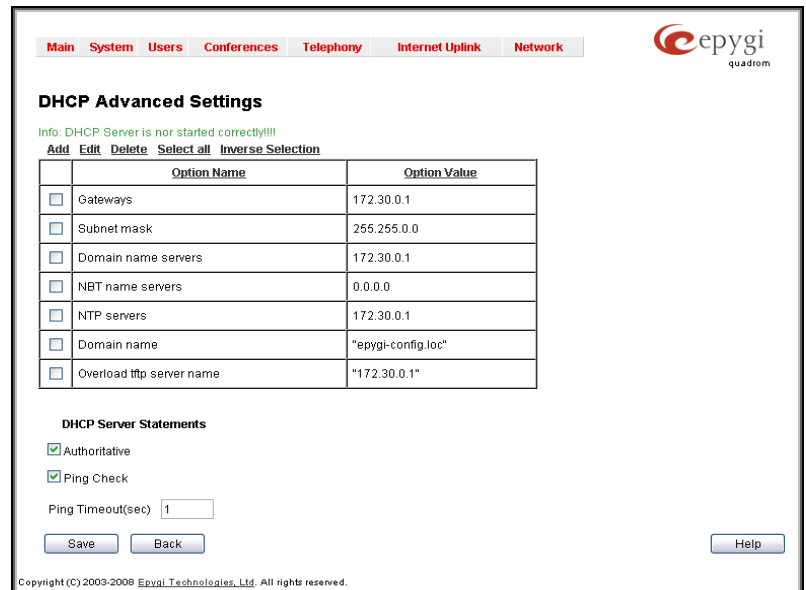 Main System Users Conferences Telephony Internet Uplink Network
epygi
quadrom
DHCP Advanced Settings
Info: DHCP Server is nor started correctly!!!!
Add Edit Delete Select all Inverse Selection
Option Name Option Value
Gateways 172.30.0.1
Subnet mask 255.255.0.0
Domain name servers 172.30.0.1
NBT name servers 0.0.0.0
NTP servers 172.30.0.1
Domain name "epygi-config.loc"
Overload tftp server name "172.30.0.1"
DHCP Server Statements
Authoritative
Ping Check
Ping Timeout(sec) 1
Save Back Help
Copyright (C) 2003-2008 Epygi Technologies, Ltd. All rights reserved.